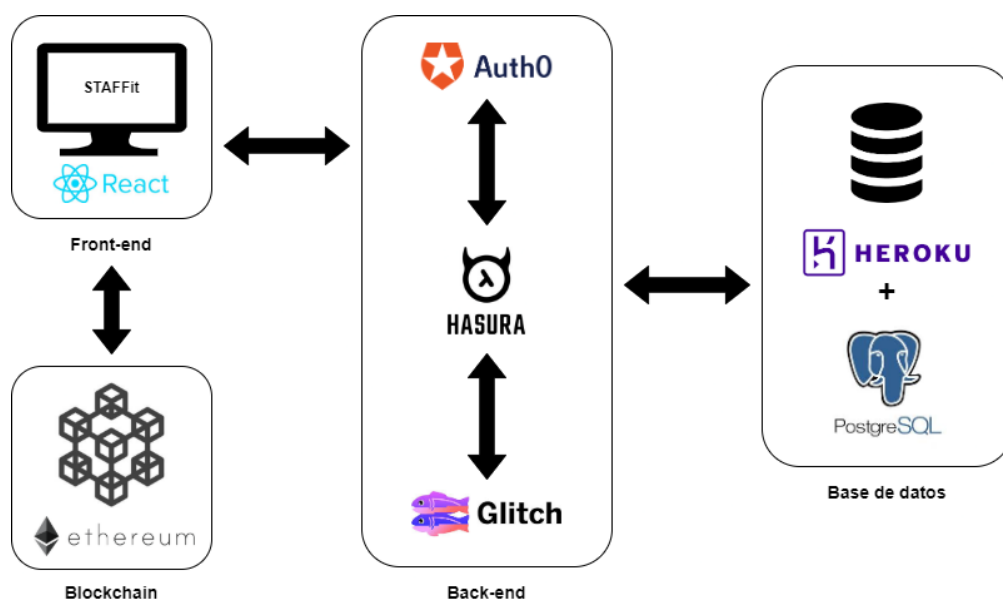 STAFFit
React
Front-end
ethereum
Blockchain
Auth0
HASURA
Glitch
Back-end
HEROKU
+
PostgreSQL
Base de datos